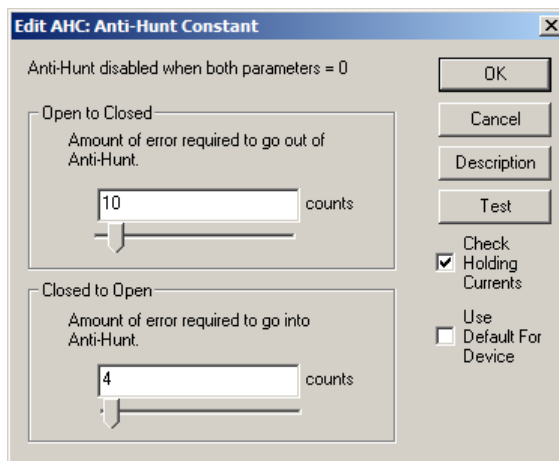 Edit AHC: Anti-Hunt Constant
Anti-Hunt disabled when both parameters = 0
OK
Cancel
Description
Test
Check
Holding
Currents
Use
Default For
Device
Open to Closed
Amount of error required to go out of
Anti-Hunt.
10 counts
Closed to Open
Amount of error required to go into
Anti-Hunt.
4 counts